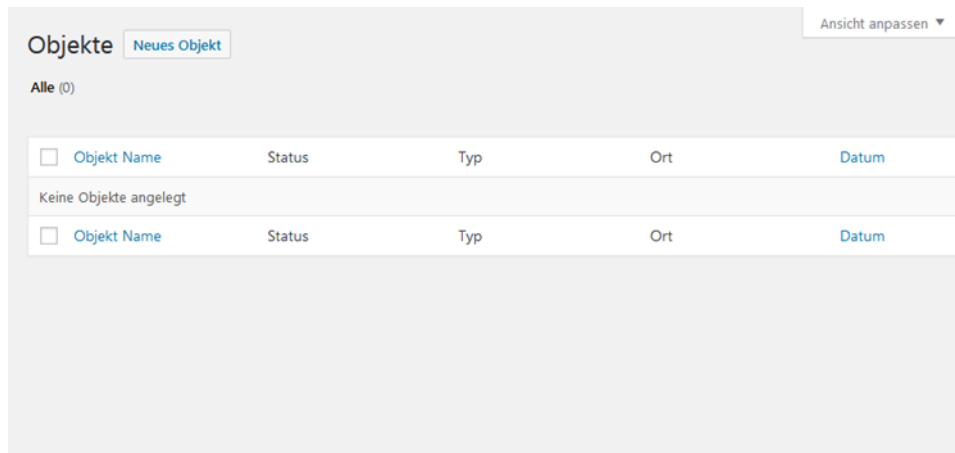 Ansicht anpassen ▼
Objekte Neues Objekt
Alle (0)
Objekt Name Status Typ Ort Datum
Keine Objekte angelegt
Objekt Name Status Typ Ort Datum